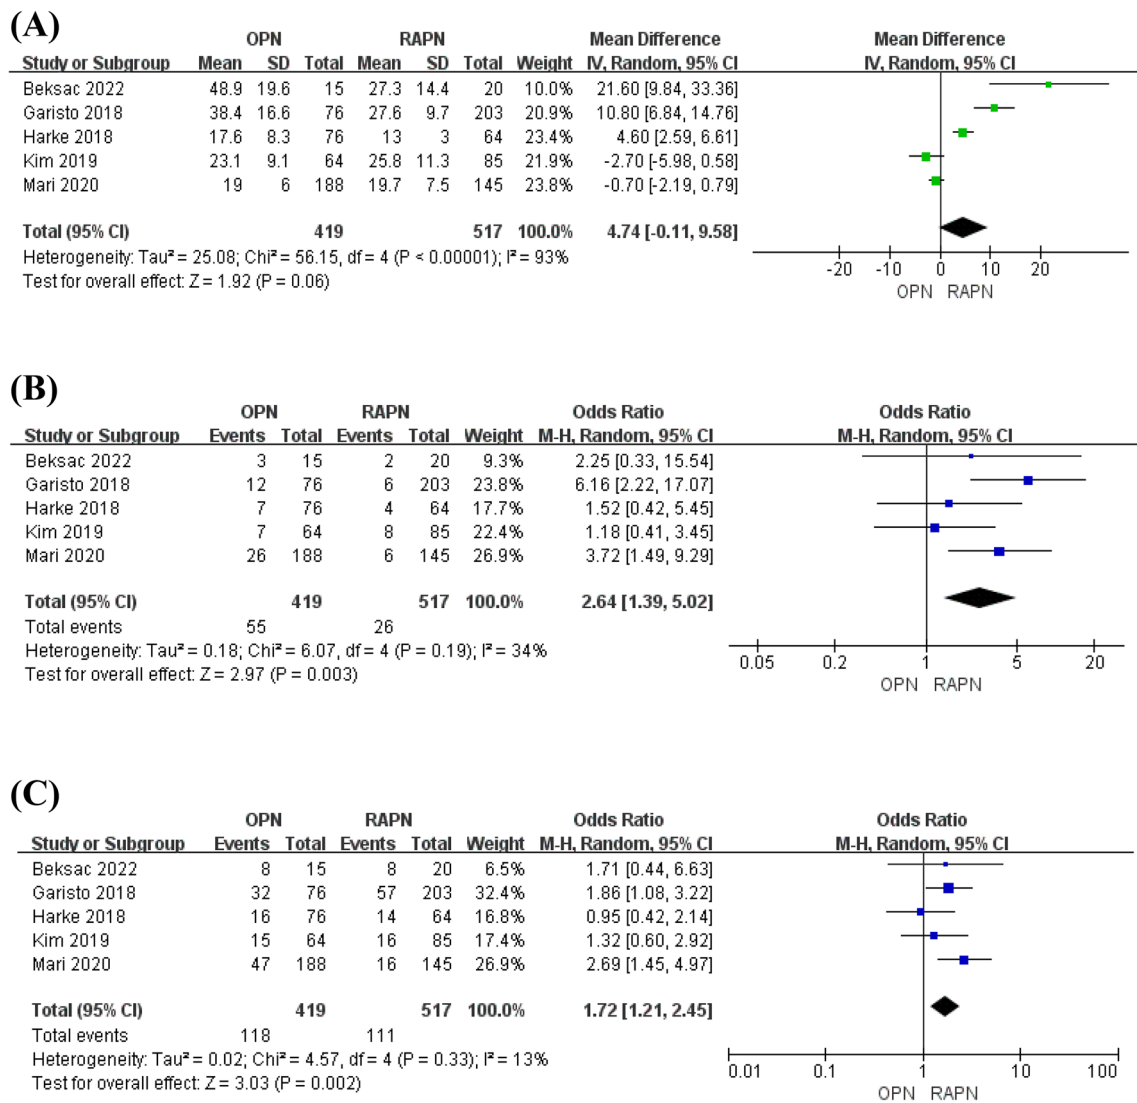 (A)
OPN RAPN Mean Difference Mean Difference
Study or Subgroup Mean SD Total Mean SD Total Weight IV, Random, 95% CI IV, Random, 95% CI
Beksac 2022 48.9 19.6 15 27.3 14.4 20 10.0% 21.60 [9.84, 33.36]
Garisto 2018 38.4 16.6 76 27.6 9.7 203 20.9% 10.80 [6.84, 14.76]
Harke 2018 17.6 8.3 76 13 3 64 23.4% 4.60 [2.59, 6.61]
Kim 2019 23.1 9.1 64 25.8 11.3 85 21.9% -2.70 [-5.98, 0.58]
Mari 2020 19 6 188 19.7 7.5 145 23.8% -0.70 [-2.19, 0.79]
Total (95% CI) 419 517 100.0% 4.74 [-0.11, 9.58]
Heterogeneity: Tau² = 25.08; Chi² = 56.15, df = 4 (P < 0.00001); I² = 93%
Test for overall effect: Z = 1.92 (P = 0.06)
-20 -10 0 10 20
OPN RAPN
(B)
OPN RAPN Odds Ratio Odds Ratio
Study or Subgroup Events Total Events Total Weight M-H, Random, 95% CI M-H, Random, 95% CI
Beksac 2022 3 15 2 20 9.3% 2.25 [0.33, 15.54]
Garisto 2018 12 76 6 203 23.8% 6.16 [2.22, 17.07]
Harke 2018 7 76 4 64 17.7% 1.52 [0.42, 5.45]
Kim 2019 7 64 8 85 22.4% 1.18 [0.41, 3.45]
Mari 2020 26 188 6 145 26.9% 3.72 [1.49, 9.29]
Total (95% CI) 419 517 100.0% 2.64 [1.39, 5.02]
Total events 55 26
Heterogeneity: Tau² = 0.18; Chi² = 6.07, df = 4 (P = 0.19); I² = 34%
Test for overall effect: Z = 2.97 (P = 0.003)
0.05 0.2 1 5 20
OPN RAPN
(C)
OPN RAPN Odds Ratio Odds Ratio
Study or Subgroup Events Total Events Total Weight M-H, Random, 95% CI M-H, Random, 95% CI
Beksac 2022 8 15 8 20 6.5% 1.71 [0.44, 6.63]
Garisto 2018 32 76 57 203 32.4% 1.86 [1.08, 3.22]
Harke 2018 16 76 14 64 16.8% 0.95 [0.42, 2.14]
Kim 2019 15 64 16 85 17.4% 1.32 [0.60, 2.92]
Mari 2020 47 188 16 145 26.9% 2.69 [1.45, 4.97]
Total (95% CI) 419 517 100.0% 1.72 [1.21, 2.45]
Total events 118 111
Heterogeneity: Tau² = 0.02; Chi² = 4.57, df = 4 (P = 0.33); I² = 13%
Test for overall effect: Z = 3.03 (P = 0.002)
0.01 0.1 1 10 100
OPN RAPN